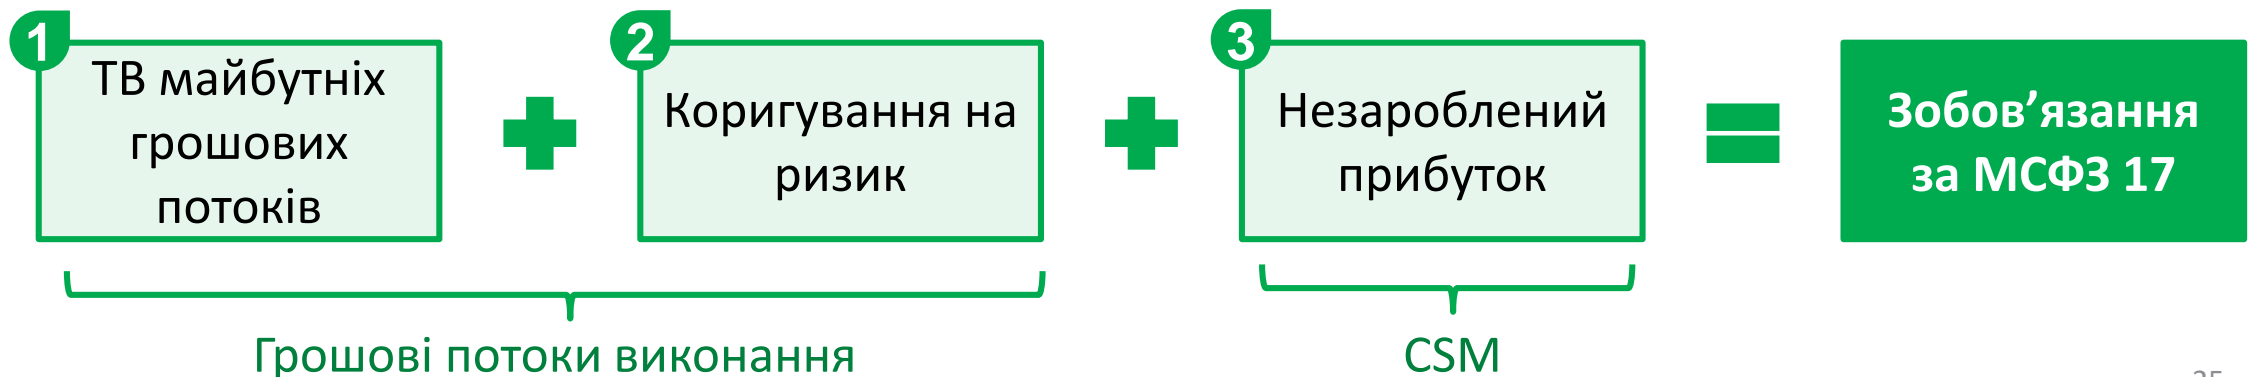 1
ТВ майбутніх
грошових
потоків
2
Коригування на
ризик
3
Незароблений
прибуток
Зобов’язання
за МСФЗ 17
Грошові потоки виконання
CSM